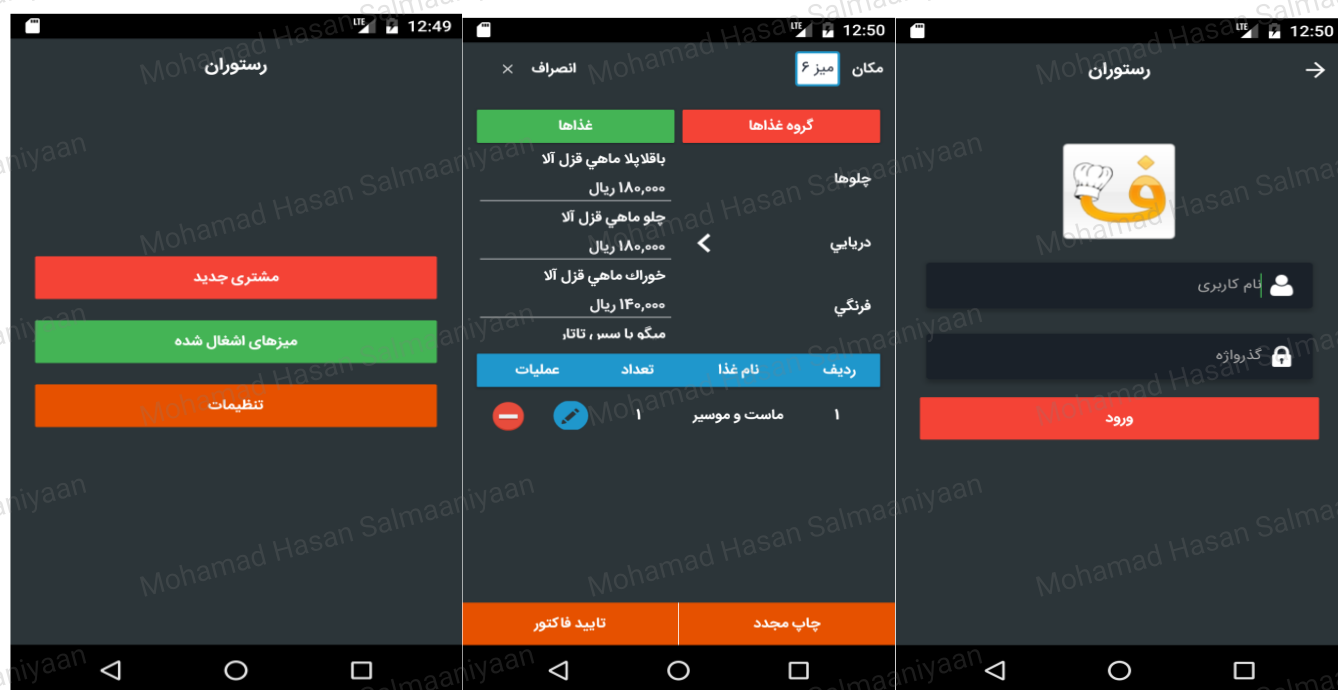 12:49
رستوران
مشتری جدید
میزهای اشغال شده
تنظیمات
12:50
مکان میز ۶ انصراف ×
گروه غذاها غذاها
چلوها
دريايي
فرنگي
باقلاپلا ماهي قزل آلا
۱۸۰,۰۰۰ ریال
چلو ماهي قزل آلا
۱۸۰,۰۰۰ ریال
خوراك ماهي قزل آلا
۱۴۰,۰۰۰ ریال
ميگو با سس تاتار
ردیف نام غذا تعداد عملیات
۱ ماست و موسیر ۱
چاپ مجدد تایید فاکتور
LTE 12:50
رستوران
ف
نام کاربری
گذرواژه
ورود
Mohamad Hasan Salmaaniyaan